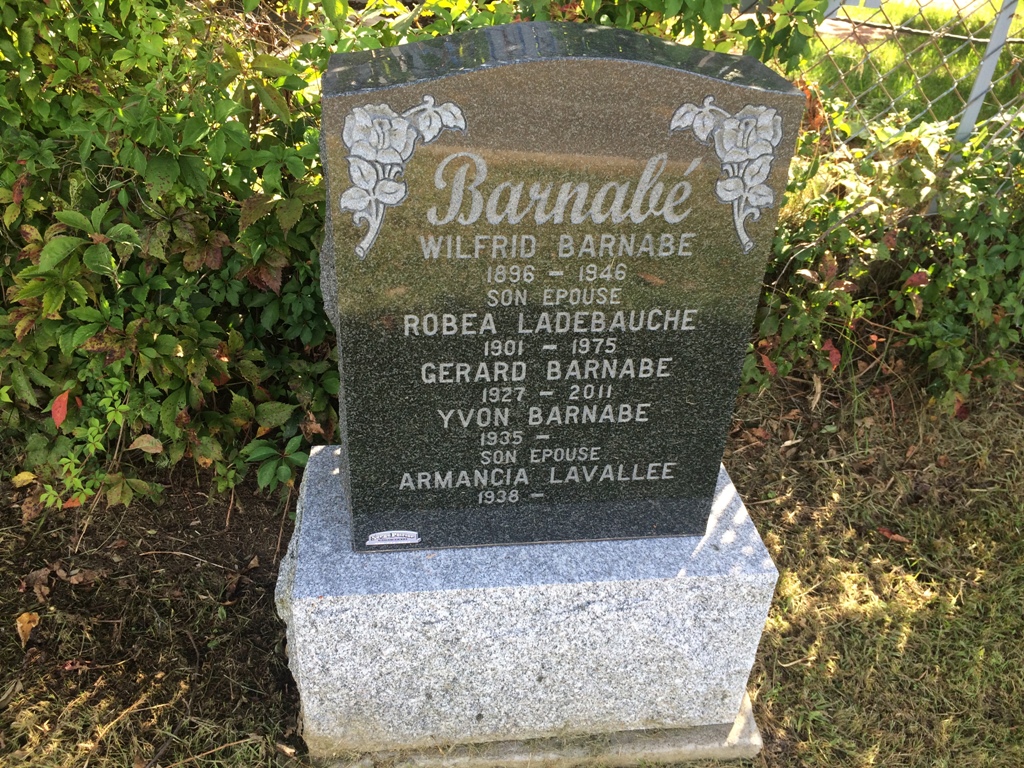 Barnabé
WILFRID BARNABE
1896 - 1946
SON EPOUSE
ROBEA LADEBAUCHE
1901 - 1975
GERARD BARNABE
1927 - 2011
YVON BARNABE
1935 -
SON EPOUSE
ARMANCIA LAVALLEE
1938 -